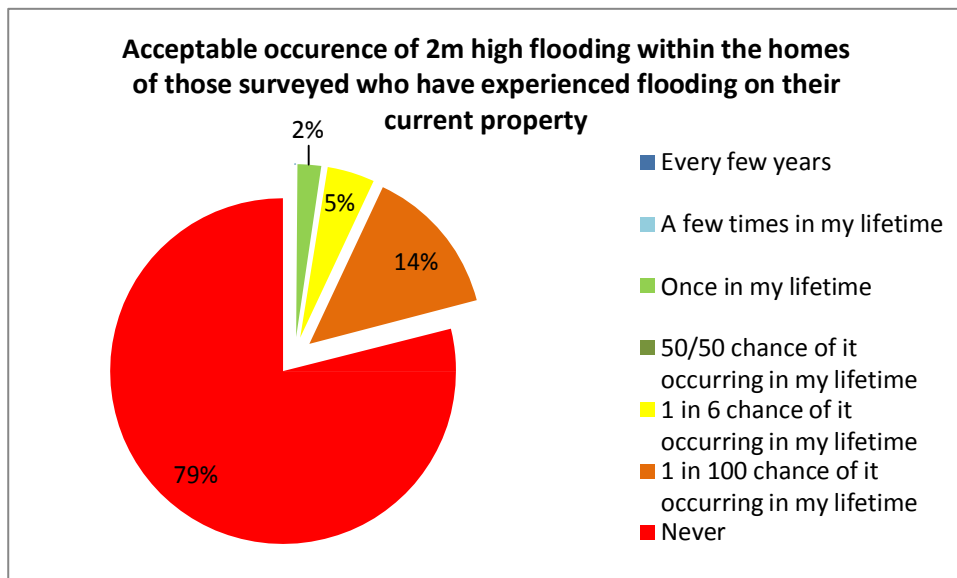 Acceptable occurence of 2m high flooding within the homes
of those surveyed who have experienced flooding on their
current property
2%
5%
14%
79%
Every few years
A few times in my lifetime
Once in my lifetime
50/50 chance of it
occurring in my lifetime
1 in 6 chance of it
occurring in my lifetime
1 in 100 chance of it
occurring in my lifetime
Never